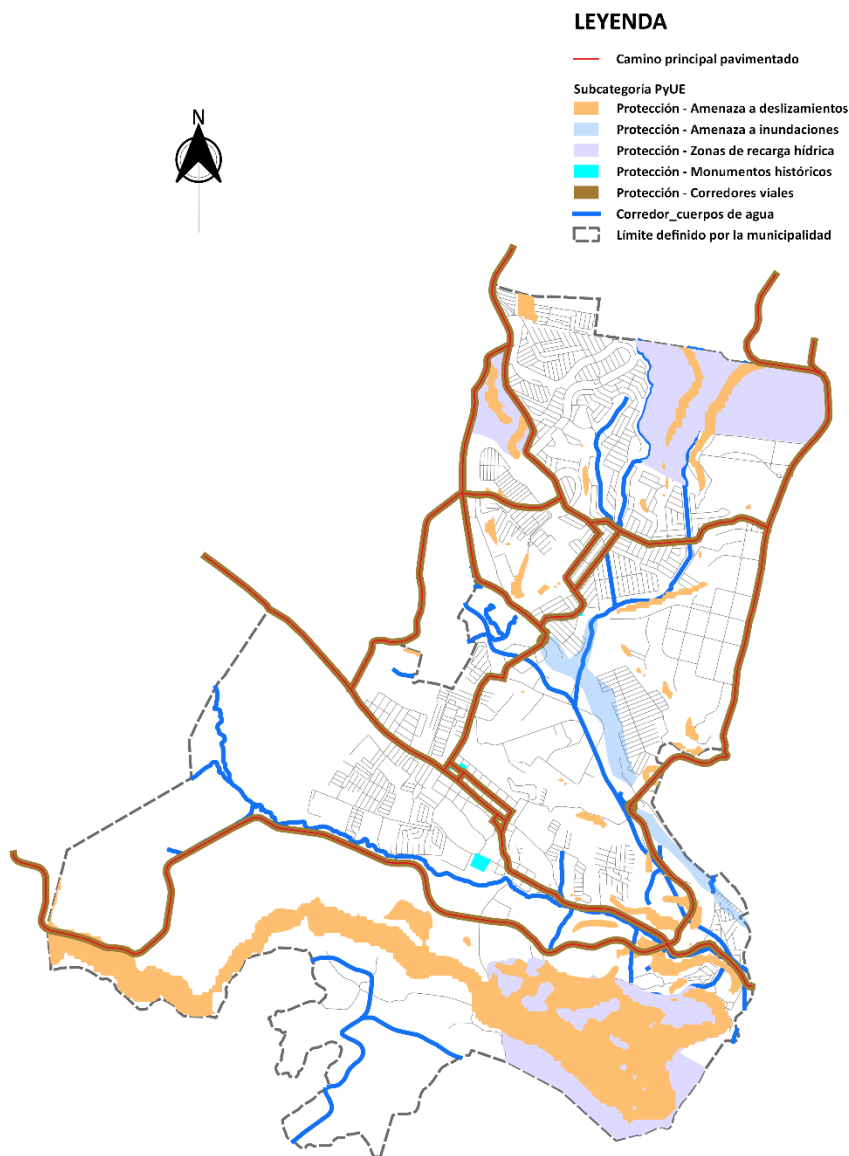 LEYENDA
Camino principal pavimentado
Subcategoría PyUE
Protección - Amenaza a deslizamientos
Protección - Amenaza a inundaciones
Protección - Zonas de recarga hídrica
Protección - Monumentos históricos
Protección - Corredores viales
Corredor_cuerpos de agua
Límite definido por la municipalidad
N